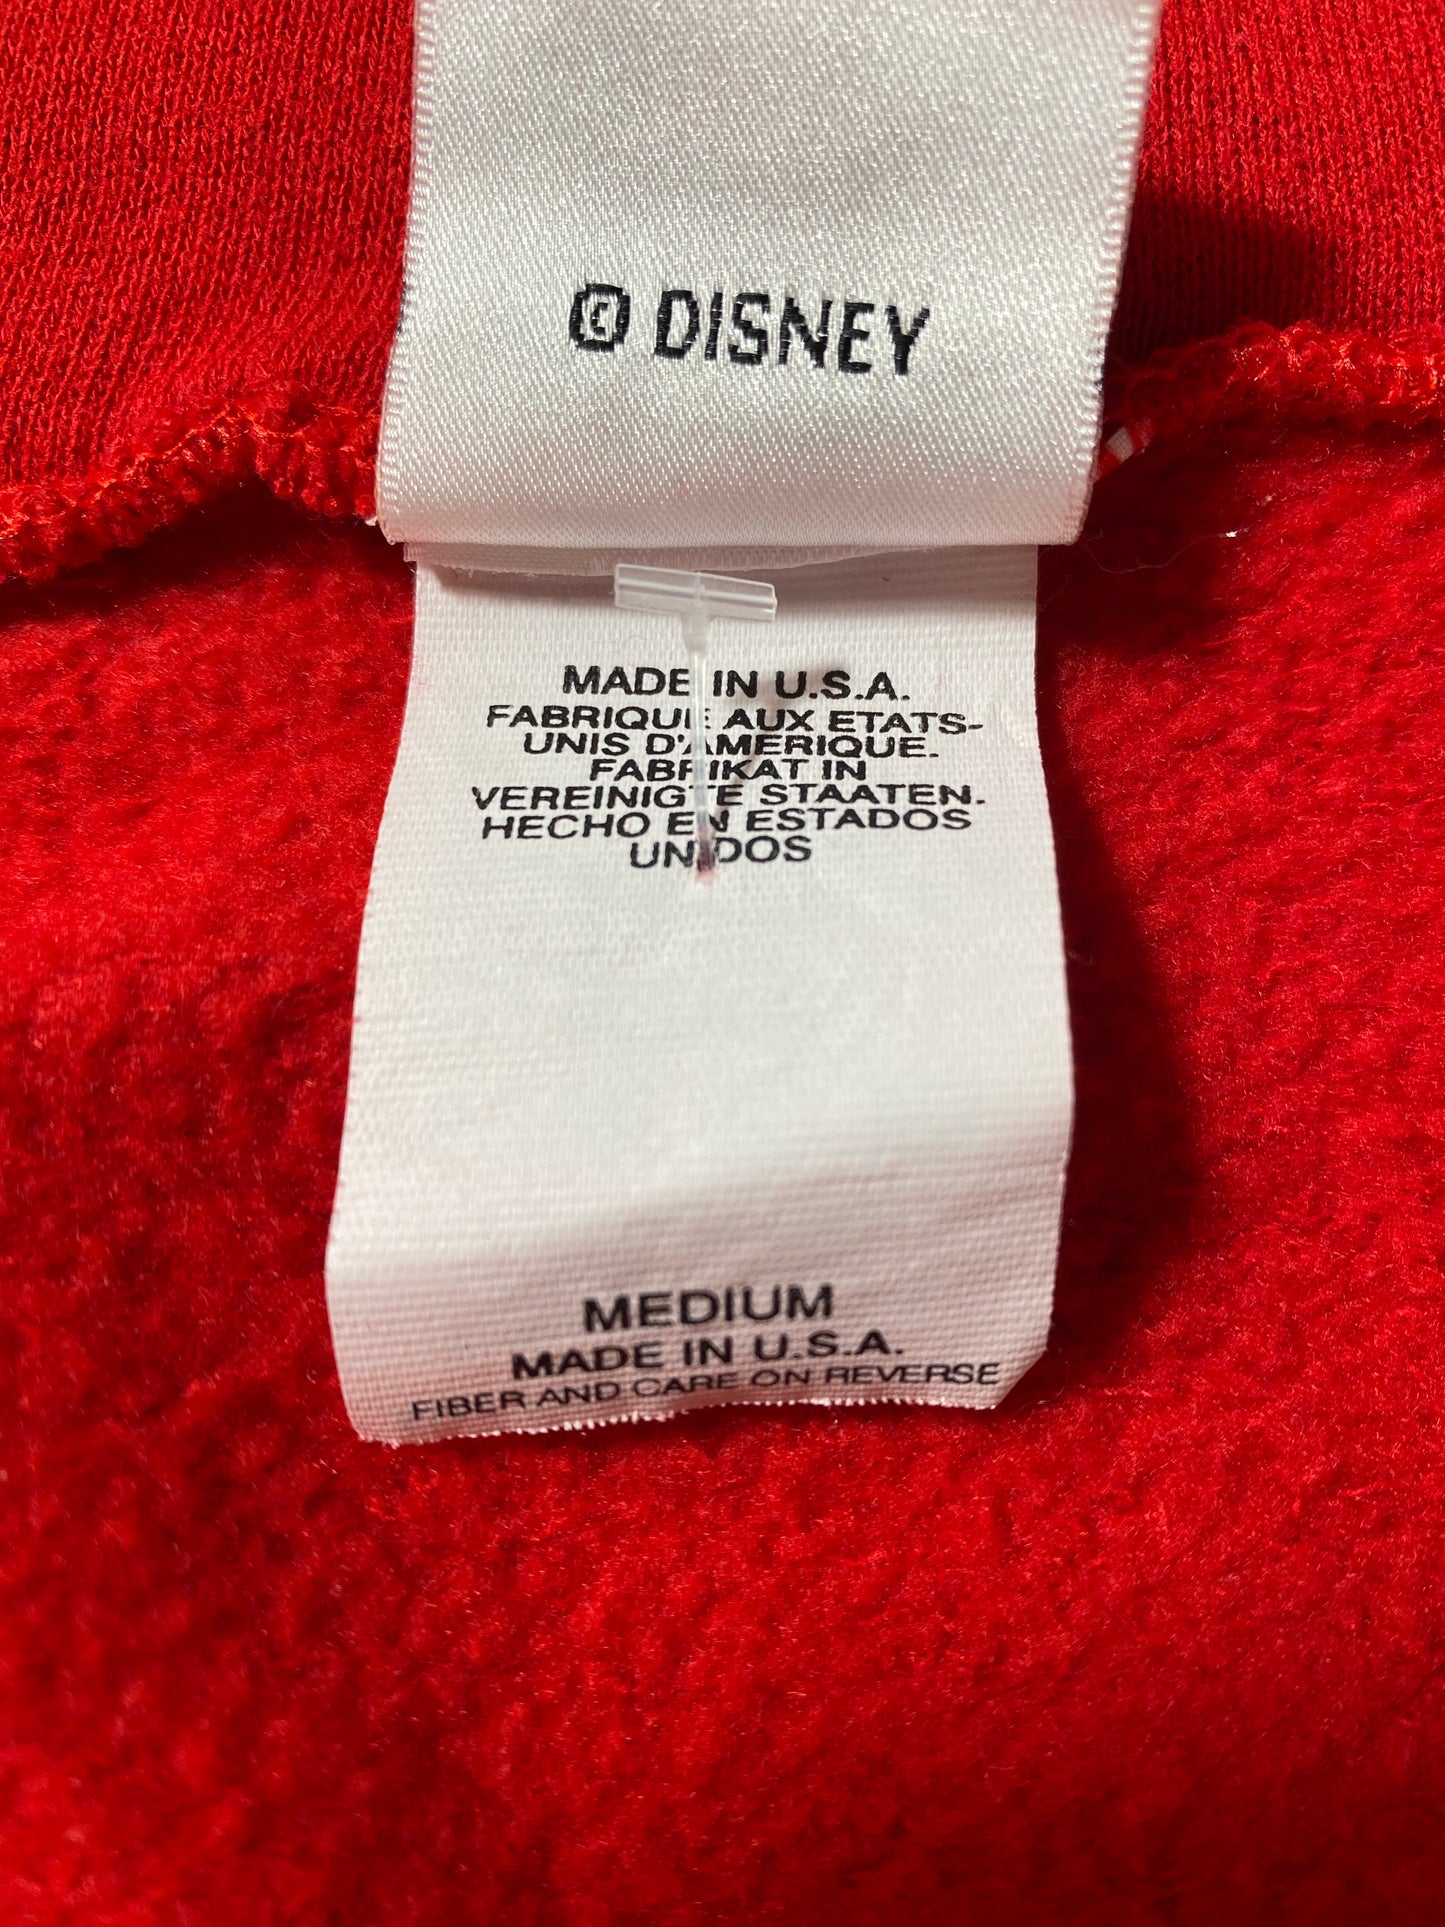 © DISNEY
MADE IN U.S.A.
FABRIQUE AUX ETATS-
UNIS D'AMERIQUE.
FABRIKAT IN
VEREINIGTE STAATEN.
HECHO EN ESTADOS
UNIDOS
MEDIUM
MADE IN U.S.A.
FIBER AND CARE ON REVERSE